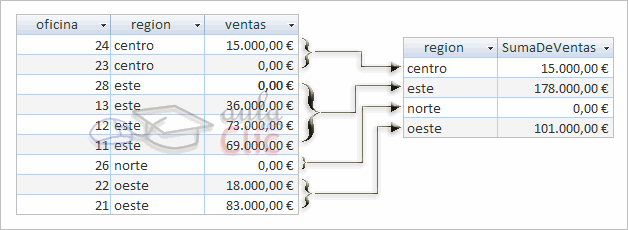 oficina region ventas
24 centro 15.000,00 €
23 centro 0,00 €
28 este 0,00 €
13 este 36.000,00 €
12 este 73.000,00 €
11 este 69.000,00 €
26 norte 0,00 €
22 oeste 18.000,00 €
21 oeste 83.000,00 €
aula
Clic
region SumaDeVentas
centro 15.000,00 €
este 178.000,00 €
norte 0,00 €
oeste 101.000,00 €